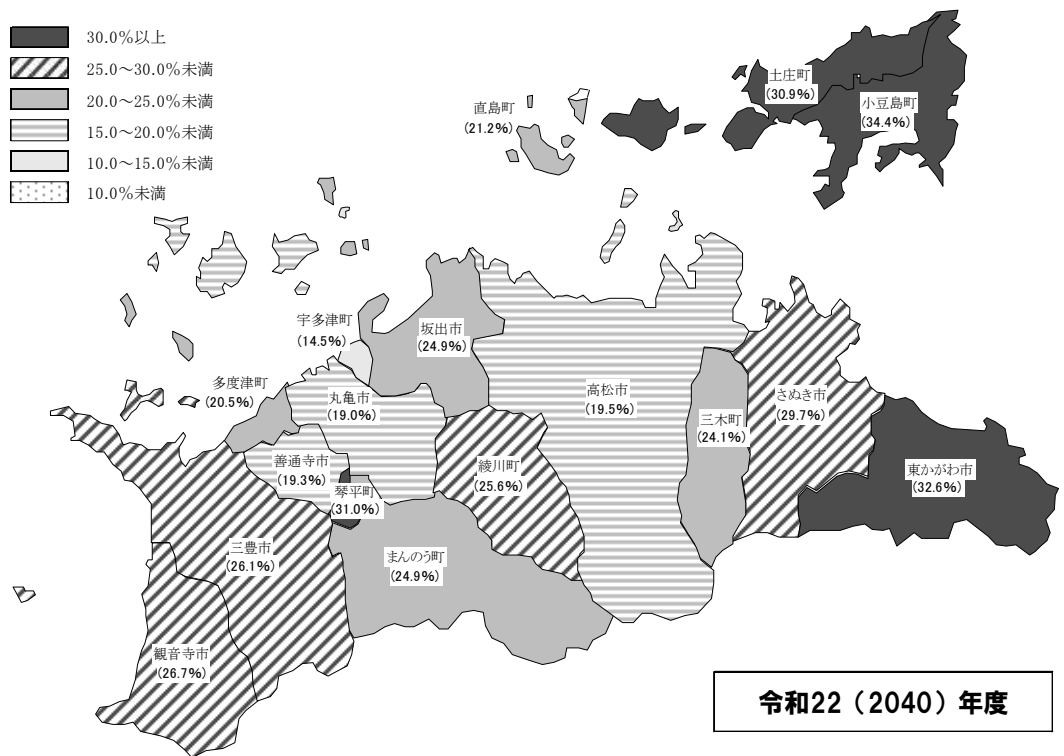 30.0%以上
25.0～30.0%未満
20.0～25.0%未満
15.0～20.0%未満
10.0～15.0%未満
10.0%未満
土庄町
(30.9%)
小豆島町
(34.4%)
直島町
(21.2%)
宇多津町
(14.5%)
坂出市
(24.9%)
多度津町
(20.5%)
丸亀市
(19.0%)
高松市
(19.5%)
三木町
(24.1%)
さぬき市
(29.7%)
善通寺市
(19.3%)
琴平町
(31.0%)
綾川町
(25.6%)
東かがわ市
(32.6%)
三豊市
(26.1%)
まんのう町
(24.9%)
観音寺市
(26.7%)
令和22（2040）年度